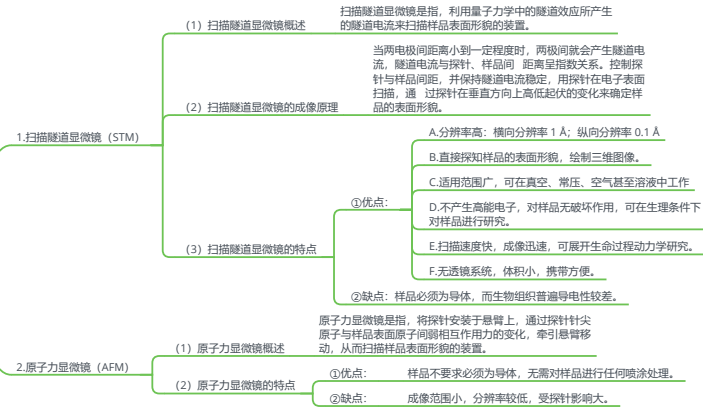 1.扫描隧道显微镜（STM）
（1）扫描隧道显微镜概述
扫描隧道显微镜是指，利用量子力学中的隧道效应所产生
的隧道电流来扫描样品表面形貌的装置。
（2）扫描隧道显微镜的成像原理
当两电极间距离小到一定程度时，两极间就会产生隧道电
流，隧道电流与探针、样品间 距离呈指数关系。控制探
针与样品间距，并保持隧道电流稳定，用探针在电子表面
扫描，通 过探针在垂直方向上高低起伏的变化来确定样
品的表面形貌。
（3）扫描隧道显微镜的特点
①优点：
A.分辨率高：横向分辨率 1 Å；纵向分辨率 0.1 Å
B.直接探知样品的表面形貌，绘制三维图像。
C.适用范围广，可在真空、常压、空气甚至溶液中工作
D.不产生高能电子，对样品无破坏作用，可在生理条件下
对样品进行研究。
E.扫描速度快，成像迅速，可展开生命过程动力学研究。
F.无透镜系统，体积小，携带方便。
②缺点：样品必须为导体，而生物组织普遍导电性较差。
2.原子力显微镜（AFM）
（1）原子力显微镜概述
原子力显微镜是指，将探针安装于悬臂上，通过探针针尖
原子与样品表面原子间弱相互作用力的变化，牵引悬臂移
动，从而扫描样品表面形貌的装置。
（2）原子力显微镜的特点
①优点： 样品不要求必须为导体，无需对样品进行任何喷涂处理。
②缺点： 成像范围小，分辨率较低，受探针影响大。